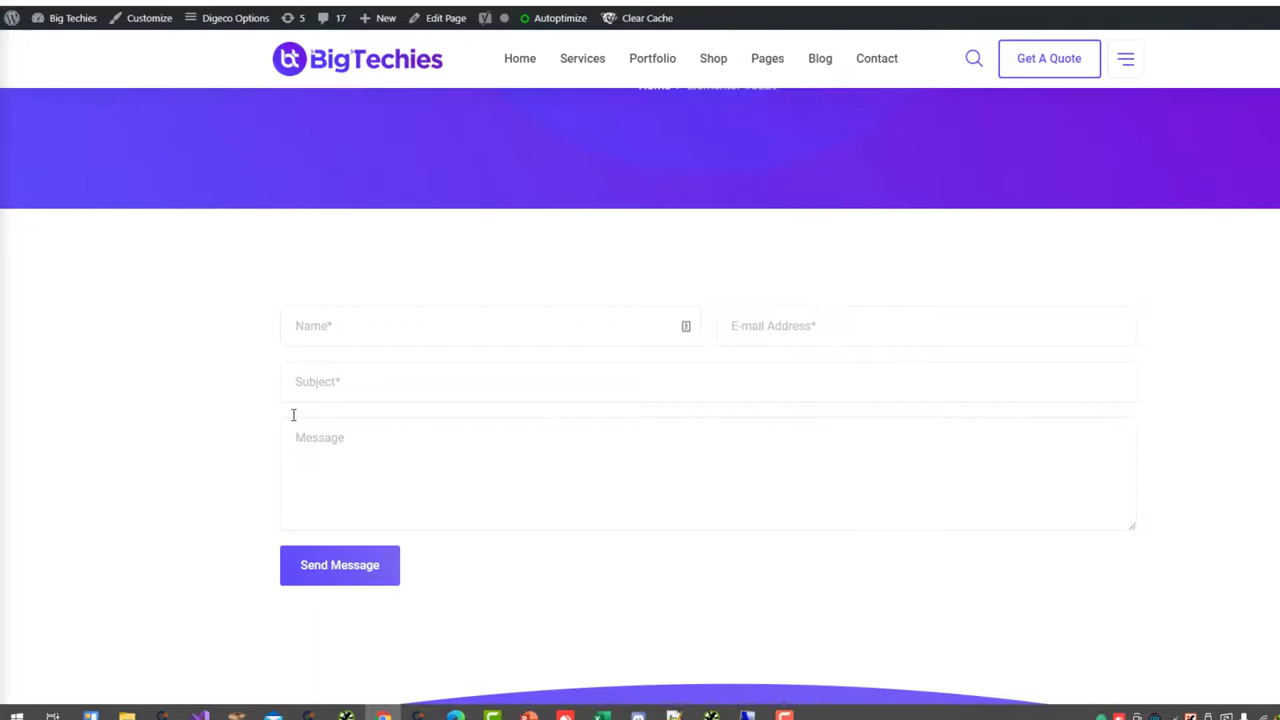 Big Techies Customize Digeco Options 5 17 New Edit Page Autoptimize Clear Cache
bt BigTechies Home Services Portfolio Shop Pages Blog Contact Get A Quote
Name* E-mail Address*
Subject*
Message
Send Message